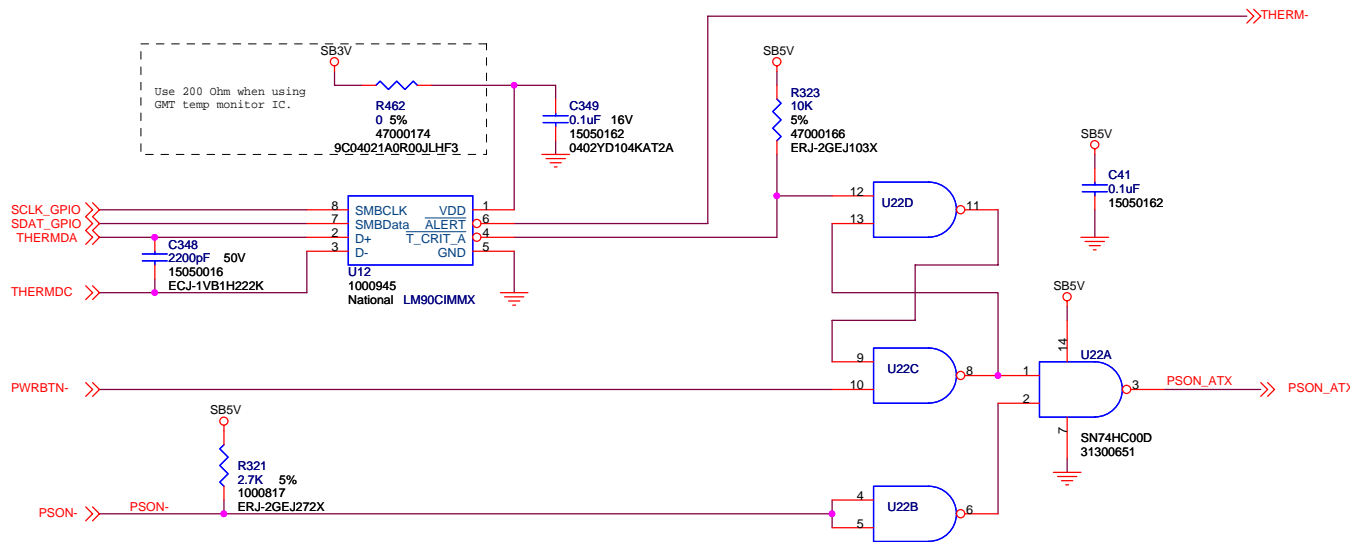 THERM-
SB3V
SB5V
Use 200 Ohm when using
GMT temp monitor IC.
R462
0 5%
47000174
9C04021A0R00JLHF3
C349
0.1uF 16V
15050162
0402YD104KAT2A
R323
10K
5%
47000166
ERJ-2GEJ103X
SB5V
C41
0.1uF
15050162
SCLK_GPIO
SDAT_GPIO
THERMDA
THERMDC
8 SMBCLK VDD 1
7 SMBData ALERT 6
2 D+ T_CRIT_A 4
3 D- GND 5
C348
2200pF 50V
15050016
ECJ-1VB1H222K
U12
1000945
National LM90CIMMX
12
13
U22D
11
SB5V
14
U22A
9
10
U22C
8
1
2
3
PSON_ATX
PSON_ATX
7
SN74HC00D
31300651
PWRBTN-
SB5V
R321
2.7K 5%
1000817
ERJ-2GEJ272X
PSON-
PSON-
4
5
U22B
6